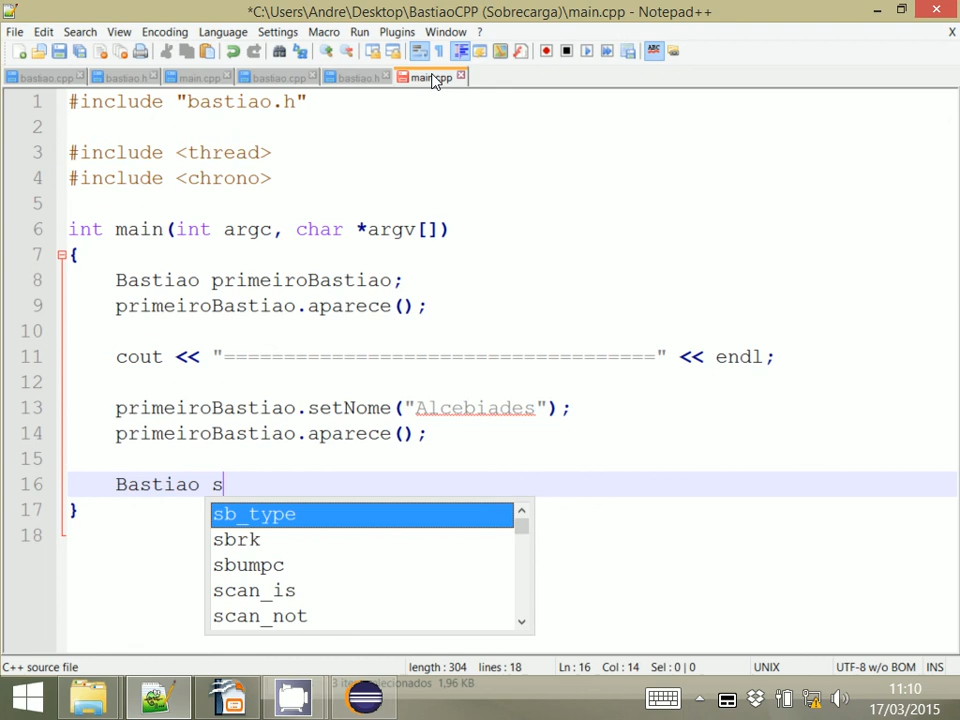 *C:\Users\Andre\Desktop\BastiaoCPP (Sobrecarga)\main.cpp - Notepad++
File Edit Search View Encoding Language Settings Macro Run Plugins Window ? X
bastiao.cpp bastiao.h main.cpp bastiao.cpp bastiao.h main.cpp
1 #include "bastiao.h"
2
3 #include <thread>
4 #include <chrono>
5
6 int main(int argc, char *argv[])
7 {
8 Bastiao primeiroBastiao;
9 primeiroBastiao.aparece();
10
11 cout << "====================================" << endl;
12
13 primeiroBastiao.setNome("Alcebiades");
14 primeiroBastiao.aparece();
15
16 Bastiao s
17 }
18
sb_type
sbrk
sbumpc
scan_is
scan_not
C++ source file length : 304 lines : 18 Ln : 16 Col : 14 Sel : 0 | 0 UNIX UTF-8 w/o BOM INS
3 itens selecionados 1,96 KB
11:10
17/03/2015